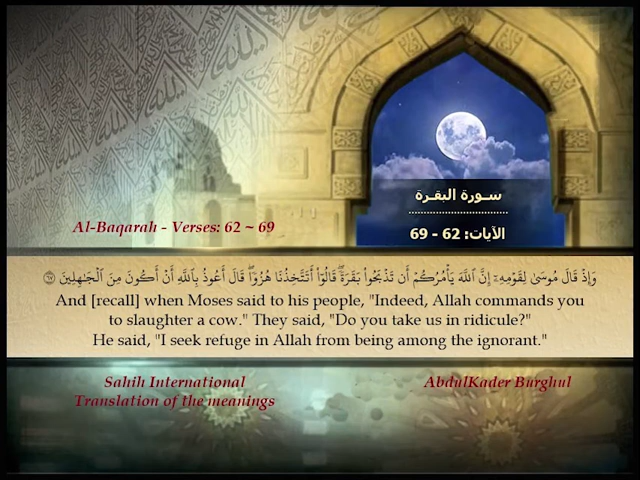 سـورة البقـرة
Al-Baqarah - Verses: 62 ~ 69
الآيات: 62 - 69
وَإِذْ قَالَ مُوسَىٰ لِقَوْمِهِۦٓ إِنَّ ٱللَّهَ يَأْمُرُكُمْ أَن تَذْبَحُوا۟ بَقَرَةً ۖ قَالُوٓا۟ أَتَتَّخِذُنَا هُزُوًا ۖ قَالَ أَعُوذُ بِٱللَّهِ أَنْ أَكُونَ مِنَ ٱلْجَٰهِلِينَ ٦٧
And [recall] when Moses said to his people, "Indeed, Allah commands you
to slaughter a cow." They said, "Do you take us in ridicule?"
He said, "I seek refuge in Allah from being among the ignorant."
Sahih International
Translation of the meanings
AbdulKader Burghul